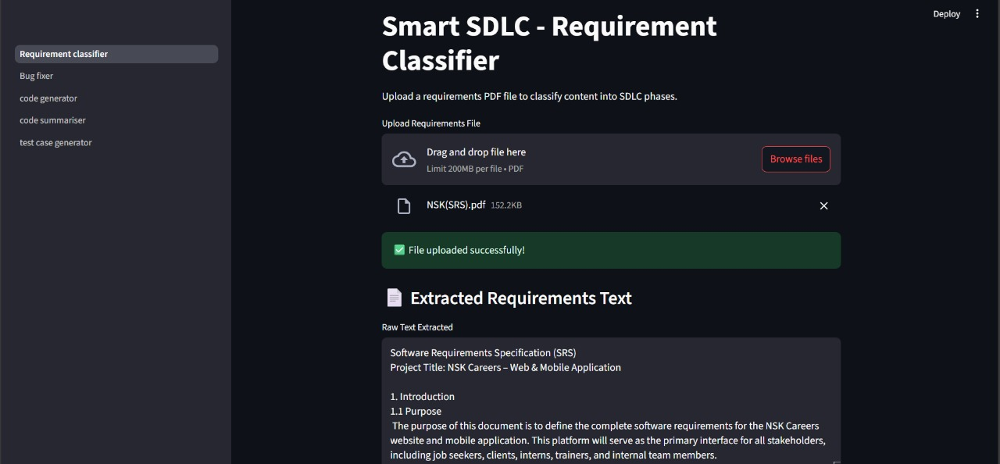 Deploy
Requirement classifier
Bug fixer
code generator
code summariser
test case generator
Smart SDLC - Requirement
Classifier
Upload a requirements PDF file to classify content into SDLC phases.
Upload Requirements File
Drag and drop file here
Limit 200MB per file • PDF
Browse files
NSK(SRS).pdf 152.2KB
File uploaded successfully!
Extracted Requirements Text
Raw Text Extracted
Software Requirements Specification (SRS)
Project Title: NSK Careers – Web & Mobile Application
1. Introduction
1.1 Purpose
The purpose of this document is to define the complete software requirements for the NSK Careers
website and mobile application. This platform will serve as the primary interface for all stakeholders,
including job seekers, clients, interns, trainers, and internal team members.